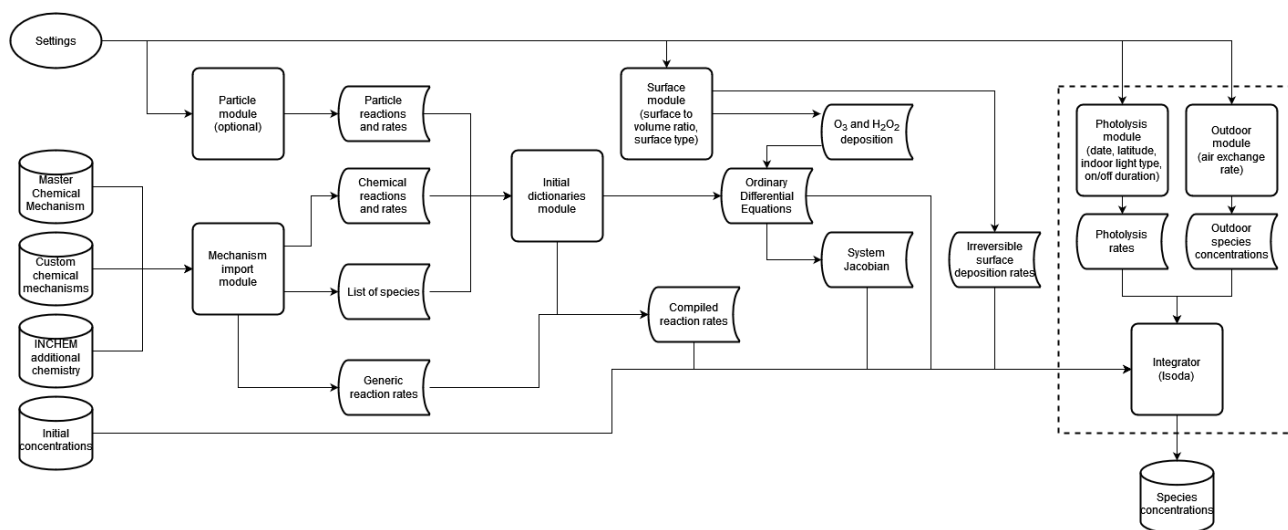 Settings
Particle
module
(optional)
Particle
reactions
and rates
Surface
module
(surface to
volume ratio,
surface type)
O3 and H2O2
deposition
Photolysis
module
(date, latitude,
indoor light type,
on/off duration)
Outdoor
module
(air exchange
rate)
Master
Chemical
Mechanism
Custom
chemical
mechanisms
INCHEM
additional
chemistry
Initial
concentrations
Mechanism
import
module
Chemical
reactions
and rates
List of species
Generic
reaction rates
Initial
dictionaries
module
Ordinary
Differential
Equations
System
Jacobian
Compiled
reaction rates
Irreversible
surface
deposition rates
Photolysis
rates
Outdoor
species
concentrations
Integrator
(lsoda)
Species
concentrations